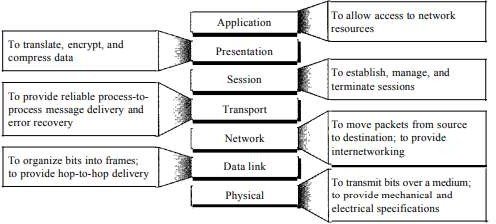 Application
To allow access to network
resources
To translate, encrypt, and
compress data
Presentation
Session
To establish, manage, and
terminate sessions
To provide reliable process-to-
process message delivery and
error recovery
Transport
Network
To move packets from source
to destination; to provide
internetworking
To organize bits into frames;
to provide hop-to-hop delivery
Data link
Physical
To transmit bits over a medium;
to provide mechanical and
electrical specifications